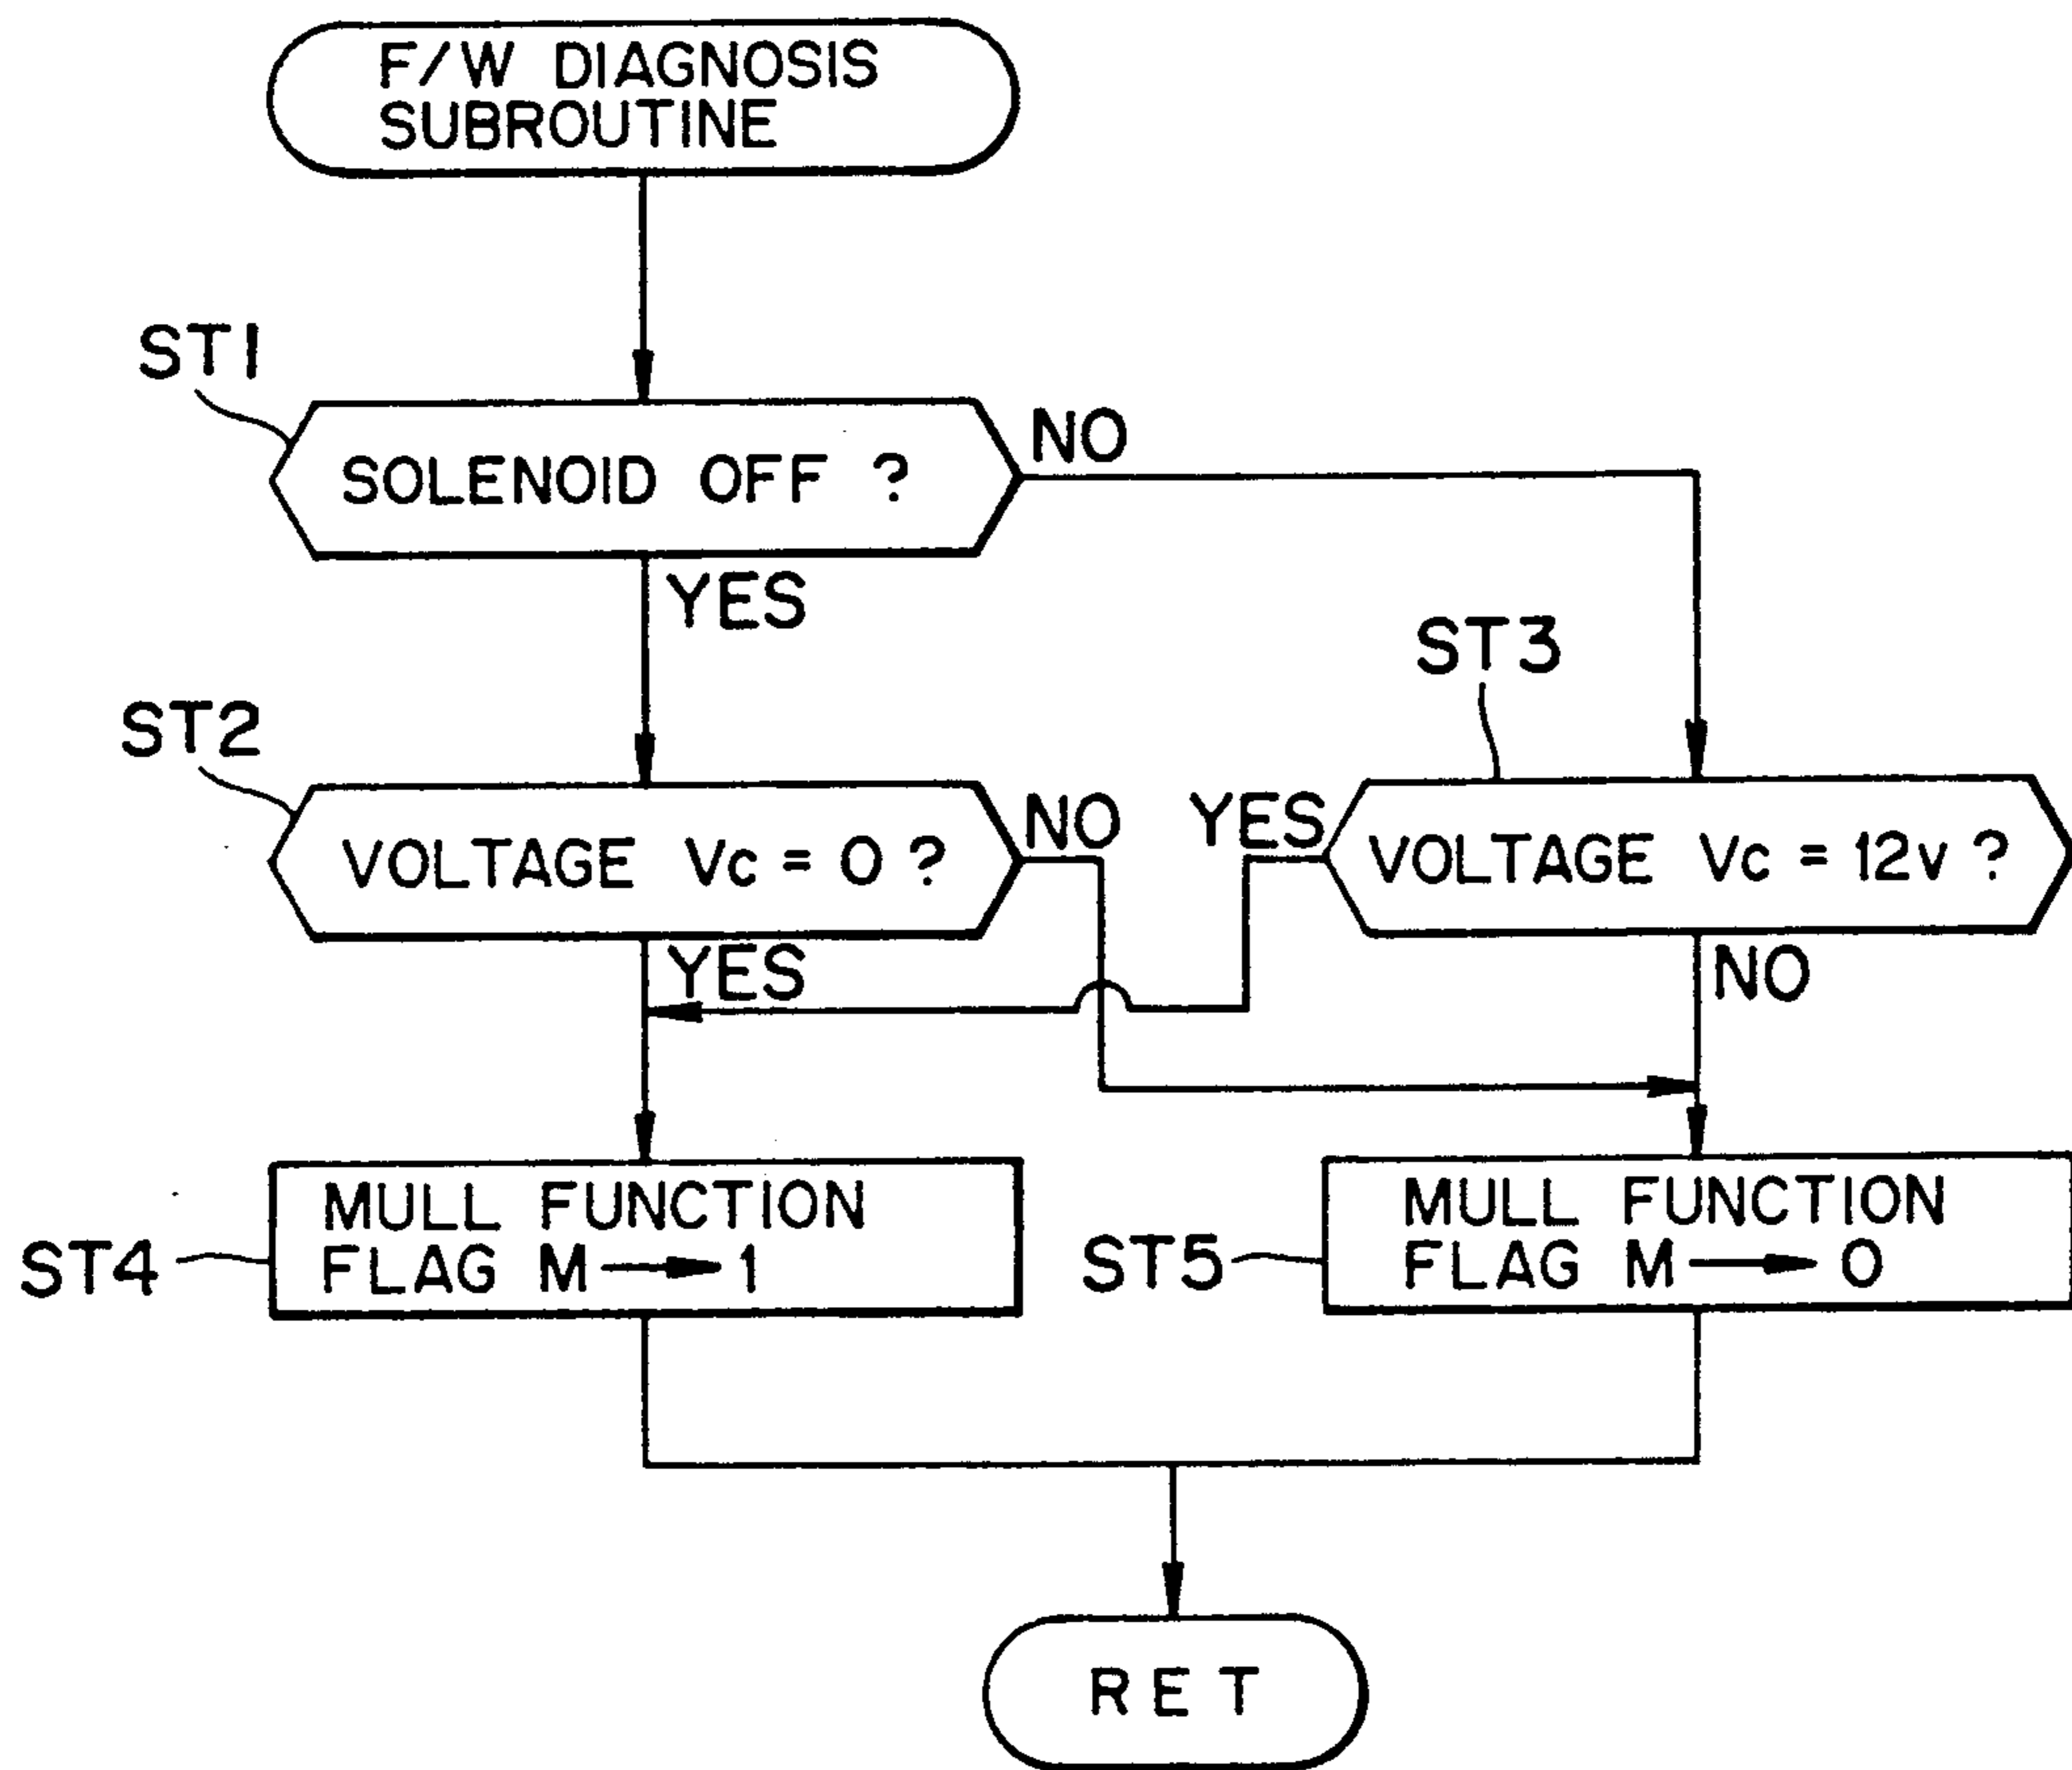 F/W DIAGNOSIS
SUBROUTINE
ST1
SOLENOID OFF ?
NO
YES
ST2
VOLTAGE Vc = 0 ?
NO
YES
ST3
VOLTAGE Vc = 12v ?
YES
NO
ST4
MULL FUNCTION
FLAG M → 1
ST5
MULL FUNCTION
FLAG M → 0
RET